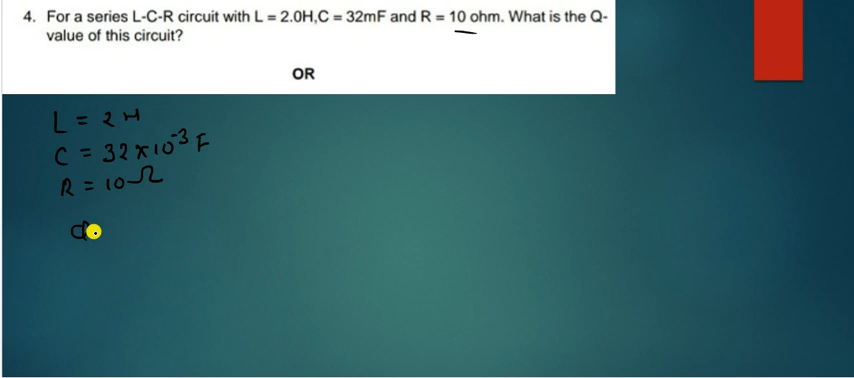 4. For a series L-C-R circuit with L = 2.0H,C = 32mF and R = 10 ohm. What is the Q-
value of this circuit?
OR
L = 2 H
C = 32 × 10⁻³ F
R = 10 Ω